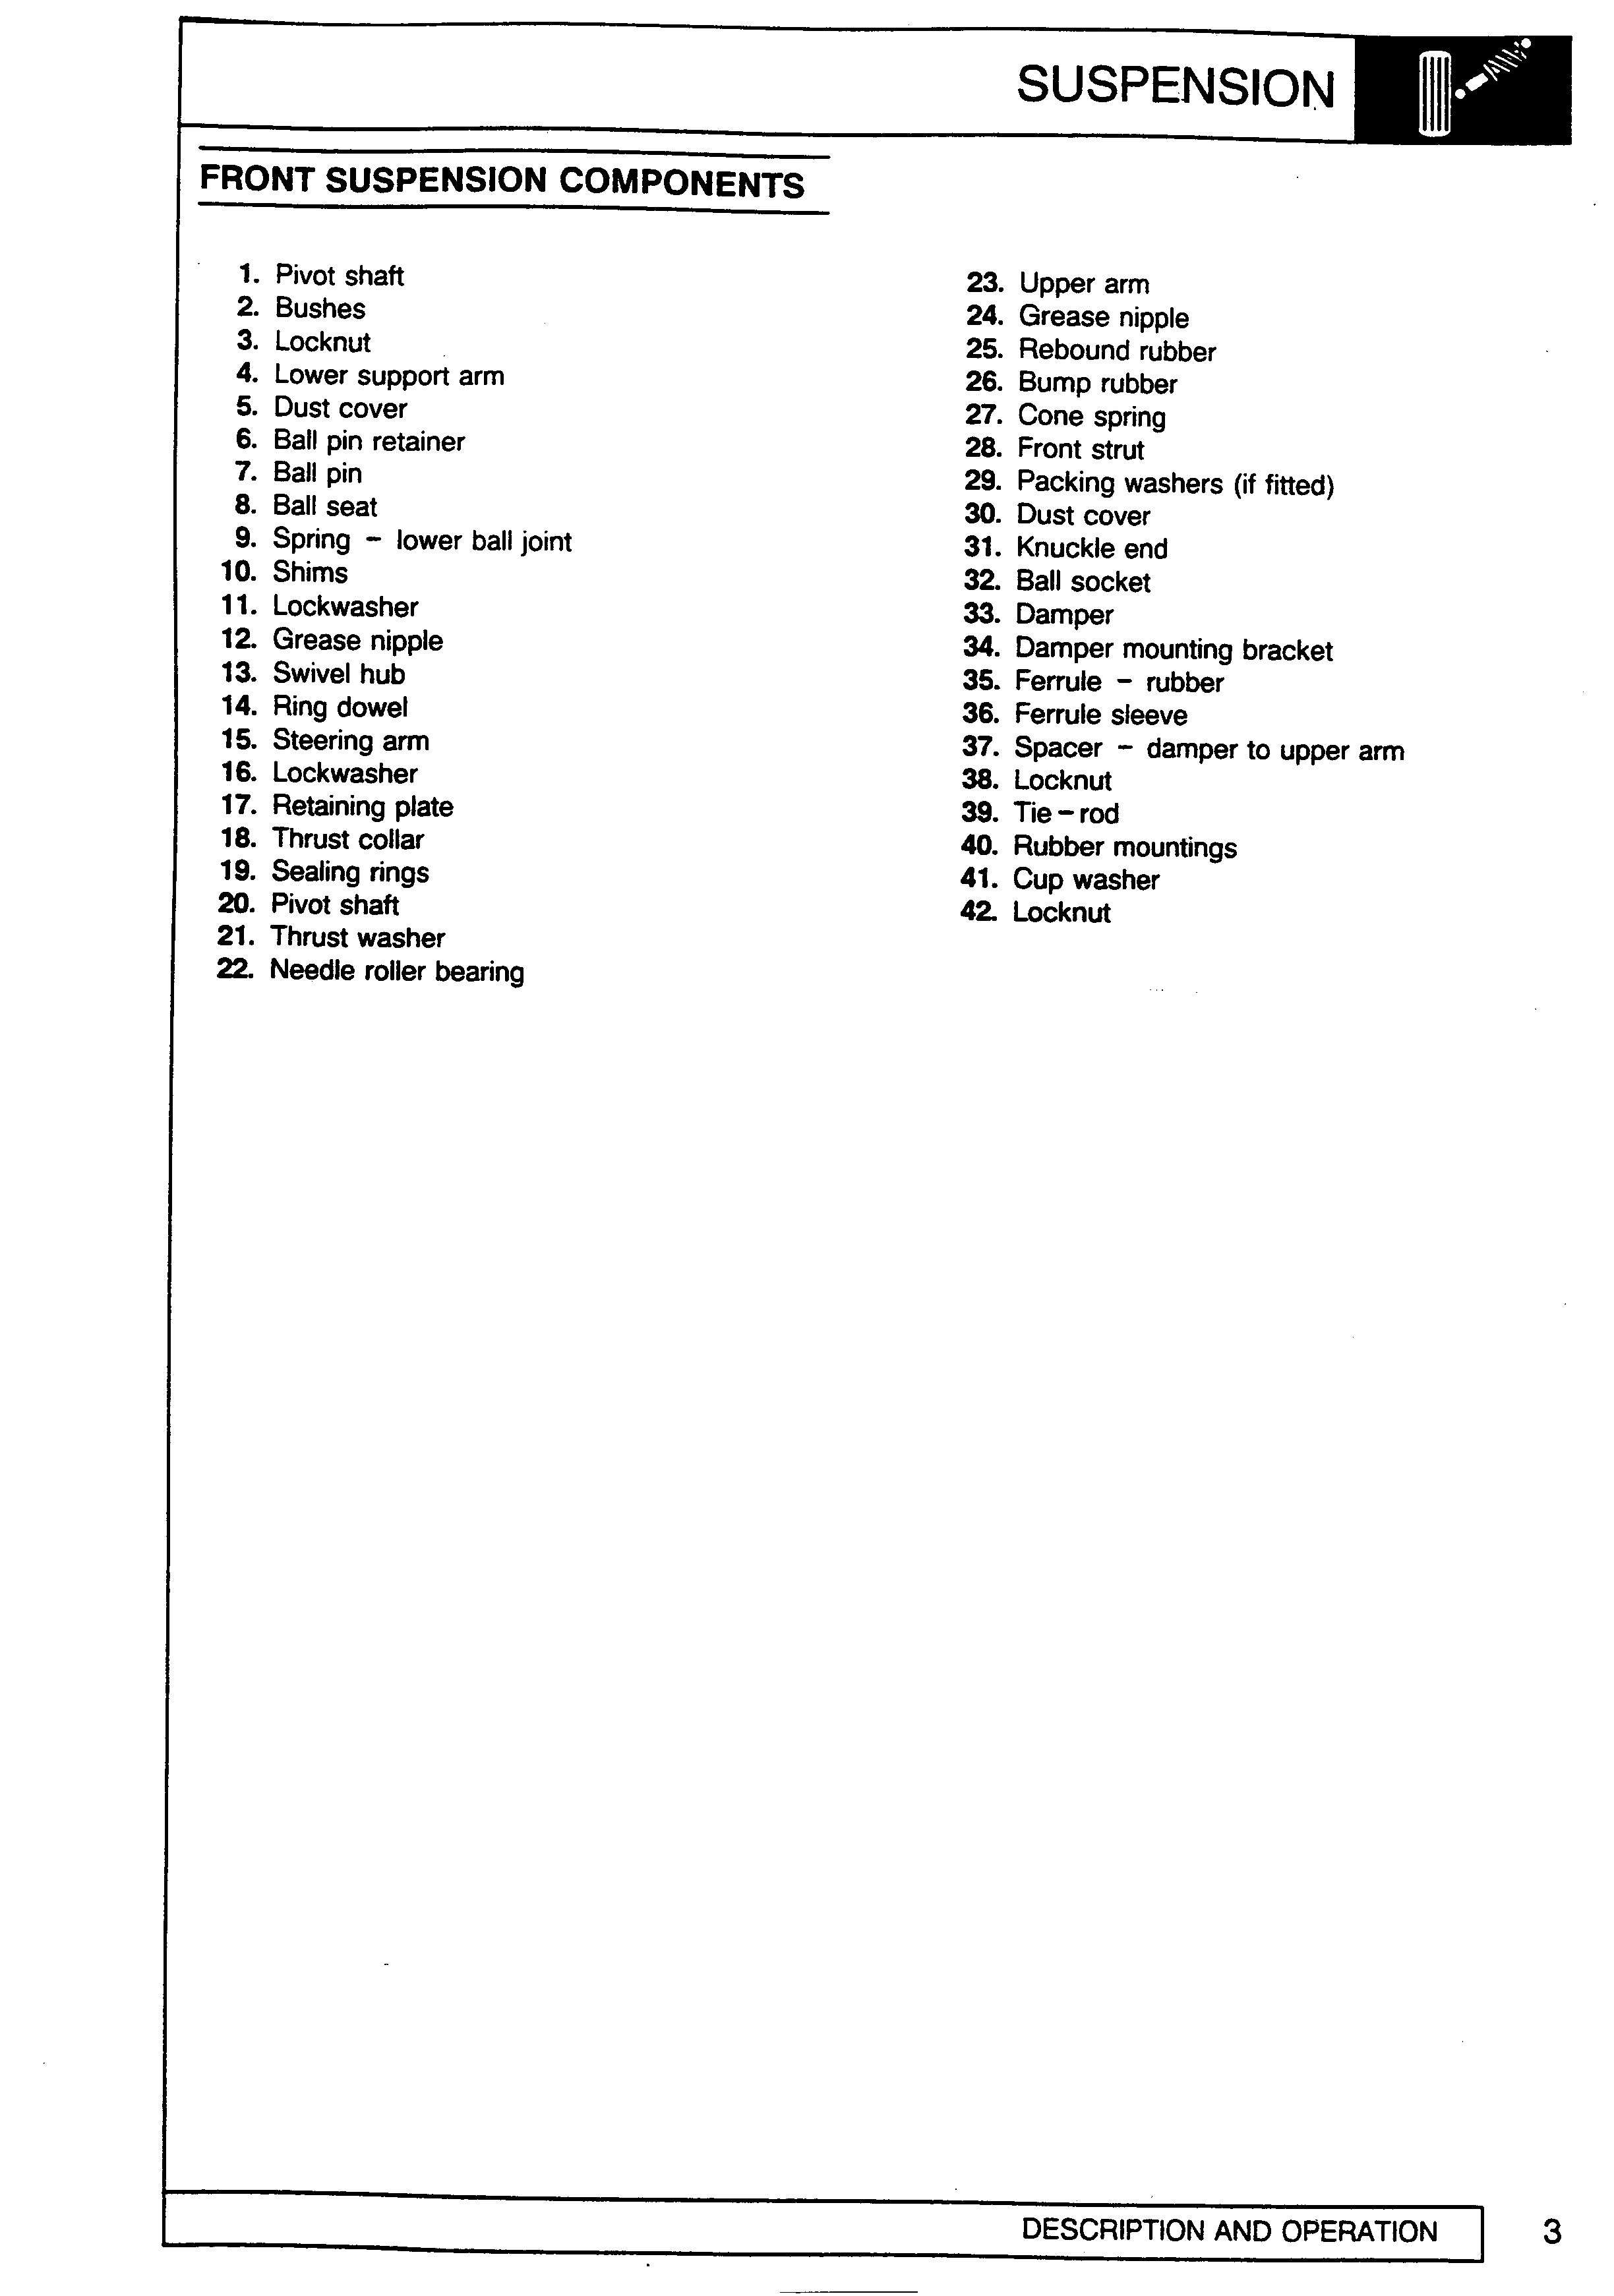 SUSPENSION
FRONT SUSPENSION COMPONENTS
1. Pivot shaft
2. Bushes
3. Locknut
4. Lower support arm
5. Dust cover
6. Ball pin retainer
7. Ball pin
8. Ball seat
9. Spring – lower ball joint
10. Shims
11. Lockwasher
12. Grease nipple
13. Swivel hub
14. Ring dowel
15. Steering arm
16. Lockwasher
17. Retaining plate
18. Thrust collar
19. Sealing rings
20. Pivot shaft
21. Thrust washer
22. Needle roller bearing
23. Upper arm
24. Grease nipple
25. Rebound rubber
26. Bump rubber
27. Cone spring
28. Front strut
29. Packing washers (if fitted)
30. Dust cover
31. Knuckle end
32. Ball socket
33. Damper
34. Damper mounting bracket
35. Ferrule – rubber
36. Ferrule sleeve
37. Spacer – damper to upper arm
38. Locknut
39. Tie – rod
40. Rubber mountings
41. Cup washer
42. Locknut
DESCRIPTION AND OPERATION 3